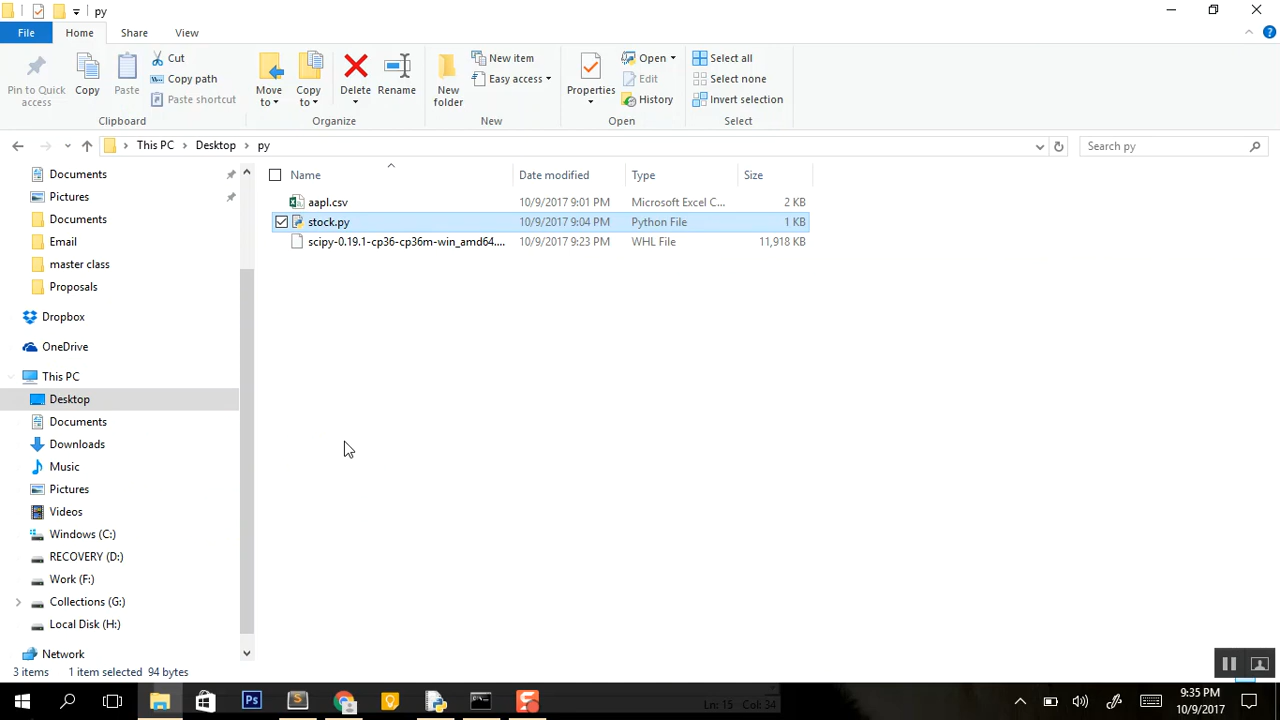 py
File Home Share View
Pin to Quick access
Copy
Paste
Cut
Copy path
Paste shortcut
Clipboard
Move to
Copy to
Delete
Rename
Organize
New folder
New item
Easy access
New
Properties
Open
Edit
History
Open
Select all
Select none
Invert selection
Select
This PC > Desktop > py
Search py
Documents
Pictures
Documents
Email
master class
Proposals
Dropbox
OneDrive
This PC
Desktop
Documents
Downloads
Music
Pictures
Videos
Windows (C:)
RECOVERY (D:)
Work (F:)
Collections (G:)
Local Disk (H:)
Network
Name Date modified Type Size
aapl.csv 10/9/2017 9:01 PM Microsoft Excel C... 2 KB
stock.py 10/9/2017 9:04 PM Python File 1 KB
scipy-0.19.1-cp36-cp36m-win_amd64.... 10/9/2017 9:23 PM WHL File 11,918 KB
3 items 1 item selected 94 bytes
Ps
S
Ln: 15 Col: 34
9:35 PM
10/9/2017